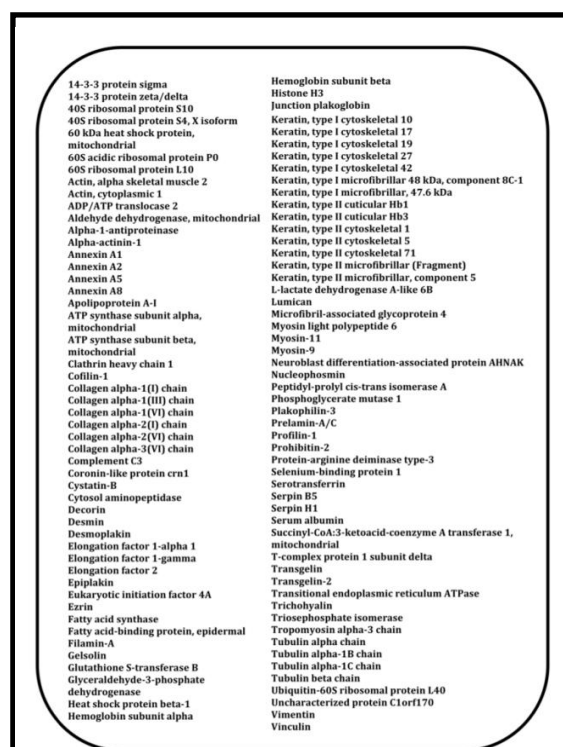 14-3-3 protein sigma
14-3-3 protein zeta/delta
40S ribosomal protein S10
40S ribosomal protein S4, X isoform
60 kDa heat shock protein,
mitochondrial
60S acidic ribosomal protein P0
60S ribosomal protein L10
Actin, alpha skeletal muscle 2
Actin, cytoplasmic 1
ADP/ATP translocase 2
Aldehyde dehydrogenase, mitochondrial
Alpha-1-antiproteinase
Alpha-actinin-1
Annexin A1
Annexin A2
Annexin A5
Annexin A8
Apolipoprotein A-I
ATP synthase subunit alpha,
mitochondrial
ATP synthase subunit beta,
mitochondrial
Clathrin heavy chain 1
Cofilin-1
Collagen alpha-1(I) chain
Collagen alpha-1(III) chain
Collagen alpha-1(VI) chain
Collagen alpha-2(I) chain
Collagen alpha-2(VI) chain
Collagen alpha-3(VI) chain
Complement C3
Coronin-like protein crn1
Cystatin-B
Cytosol aminopeptidase
Decorin
Desmin
Desmoplakin
Elongation factor 1-alpha 1
Elongation factor 1-gamma
Elongation factor 2
Epiplakin
Eukaryotic initiation factor 4A
Ezrin
Fatty acid synthase
Fatty acid-binding protein, epidermal
Filamin-A
Gelsolin
Glutathione S-transferase B
Glyceraldehyde-3-phosphate
dehydrogenase
Heat shock protein beta-1
Hemoglobin subunit alpha
Hemoglobin subunit beta
Histone H3
Junction plakoglobin
Keratin, type I cytoskeletal 10
Keratin, type I cytoskeletal 17
Keratin, type I cytoskeletal 19
Keratin, type I cytoskeletal 27
Keratin, type I cytoskeletal 42
Keratin, type I microfibrillar 48 kDa, component 8C-1
Keratin, type I microfibrillar, 47.6 kDa
Keratin, type II cuticular Hb1
Keratin, type II cuticular Hb3
Keratin, type II cytoskeletal 1
Keratin, type II cytoskeletal 5
Keratin, type II cytoskeletal 71
Keratin, type II microfibrillar (Fragment)
Keratin, type II microfibrillar, component 5
L-lactate dehydrogenase A-like 6B
Lumican
Microfibril-associated glycoprotein 4
Myosin light polypeptide 6
Myosin-11
Myosin-9
Neuroblast differentiation-associated protein AHNAK
Nucleophosmin
Peptidyl-prolyl cis-trans isomerase A
Phosphoglycerate mutase 1
Plakophilin-3
Prelamin-A/C
Profilin-1
Prohibitin-2
Protein-arginine deiminase type-3
Selenium-binding protein 1
Serotransferrin
Serpin B5
Serpin H1
Serum albumin
Succinyl-CoA:3-ketoacid-coenzyme A transferase 1,
mitochondrial
T-complex protein 1 subunit delta
Transgelin
Transgelin-2
Transitional endoplasmic reticulum ATPase
Trichohyalin
Triosephosphate isomerase
Tropomyosin alpha-3 chain
Tubulin alpha chain
Tubulin alpha-1B chain
Tubulin alpha-1C chain
Tubulin beta chain
Ubiquitin-60S ribosomal protein L40
Uncharacterized protein C1orf170
Vimentin
Vinculin